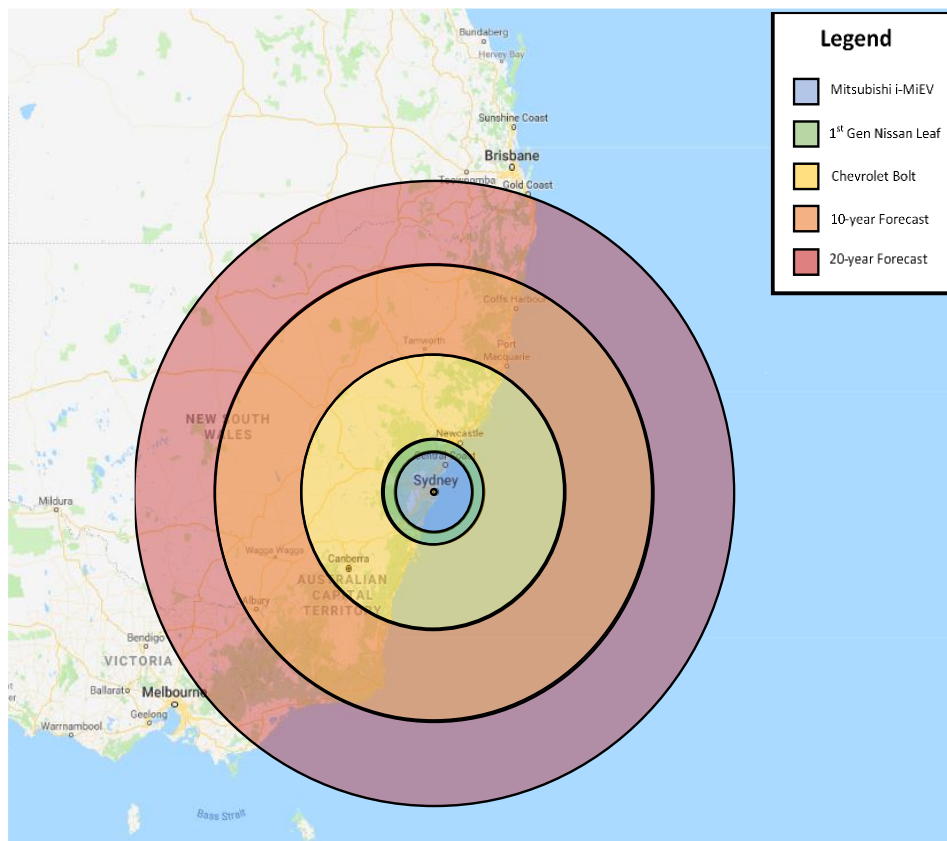 Legend
Mitsubishi i-MiEV
1st Gen Nissan Leaf
Chevrolet Bolt
10-year Forecast
20-year Forecast
Bundaberg
Hervey Bay
Sunshine Coast
Brisbane
Gold Coast
Coffs Harbour
Tamworth
Port
Macquarie
NEW SOUTH
WALES
Newcastle
Central Coast
Sydney
Mildura
Wagga Wagga
Canberra
AUSTRALIAN
CAPITAL
TERRITORY
Albury
Bendigo
VICTORIA
Ballarat
Melbourne
Geelong
Warrnambool
Bass Strait